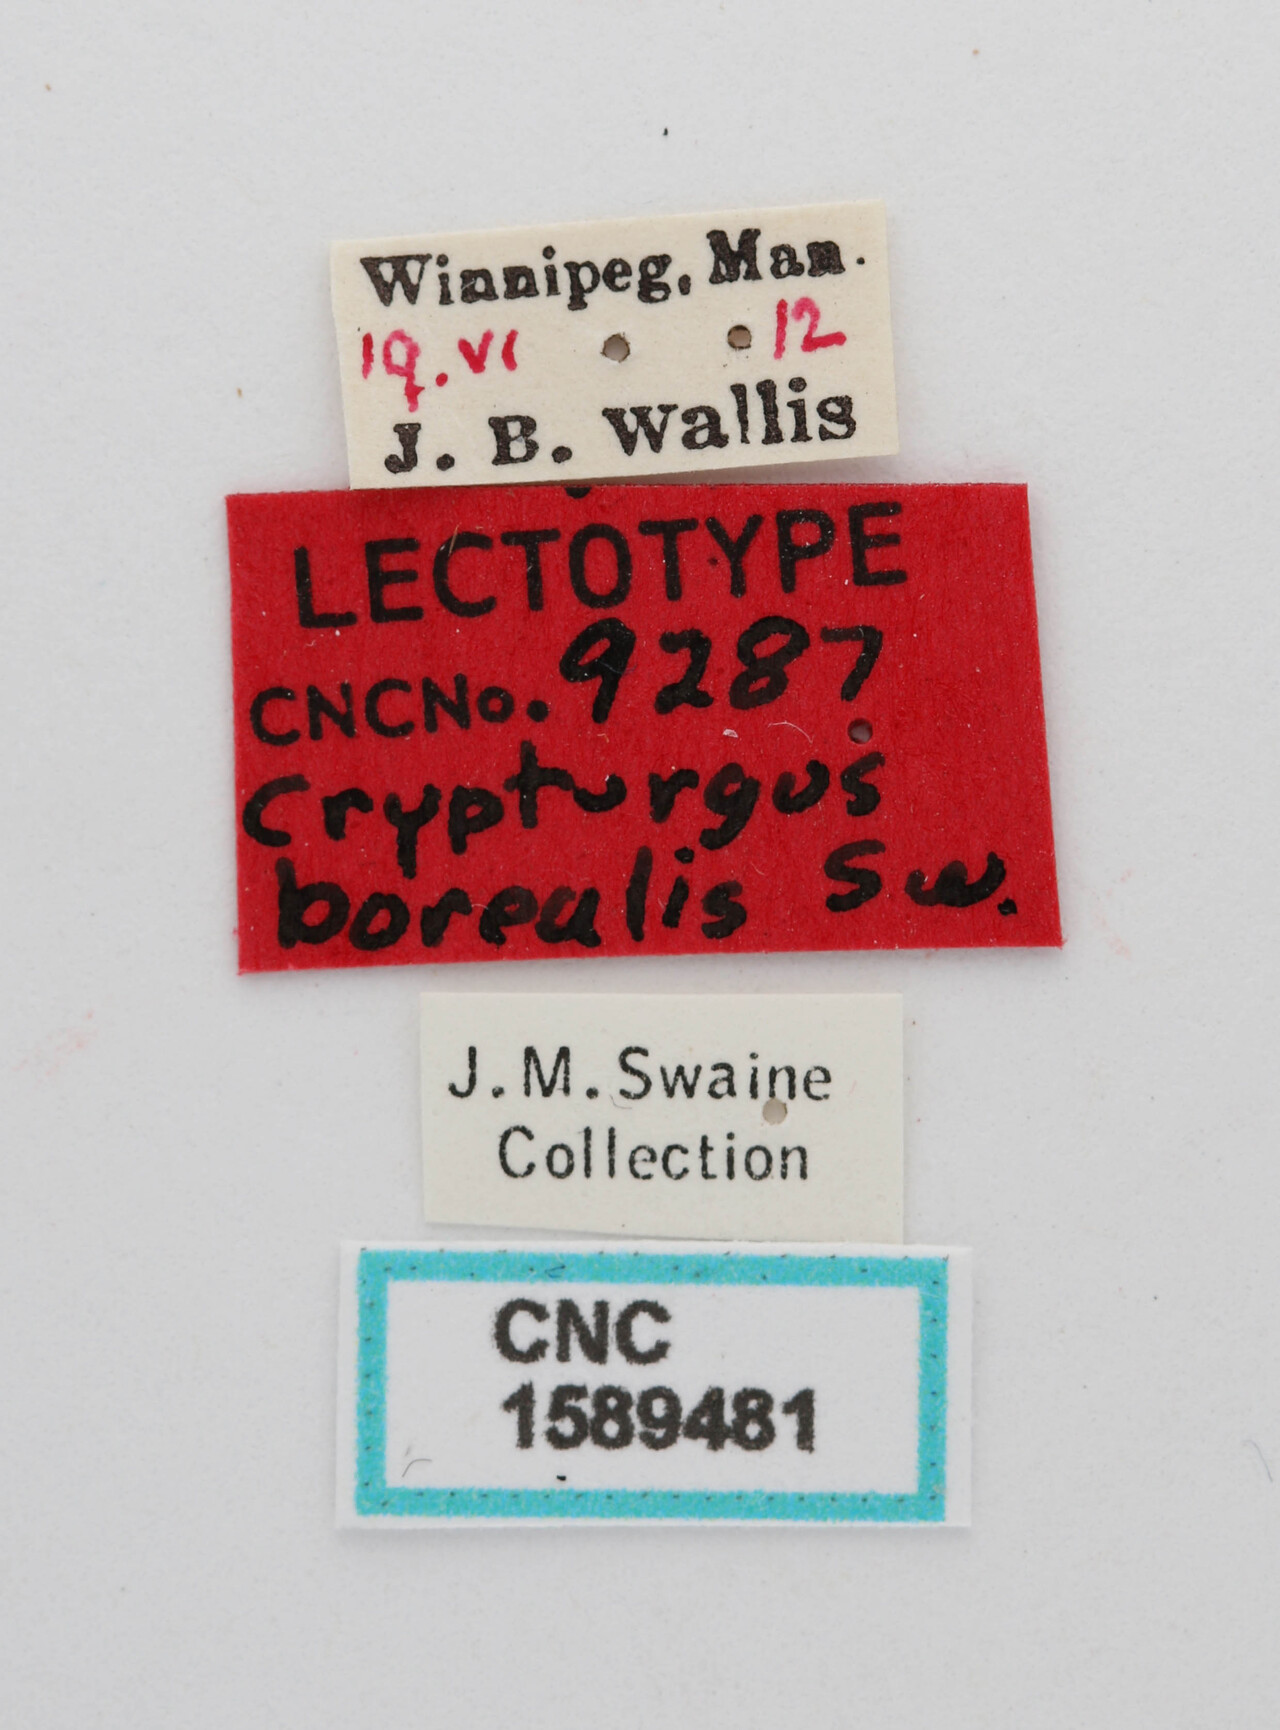 Winnipeg, Man.
19.VI 12
J. B. Wallis
LECTOTYPE
CNCNo. 9287
Crypturgus
borealis Sw.
J. M. Swaine
Collection
CNC
1589481